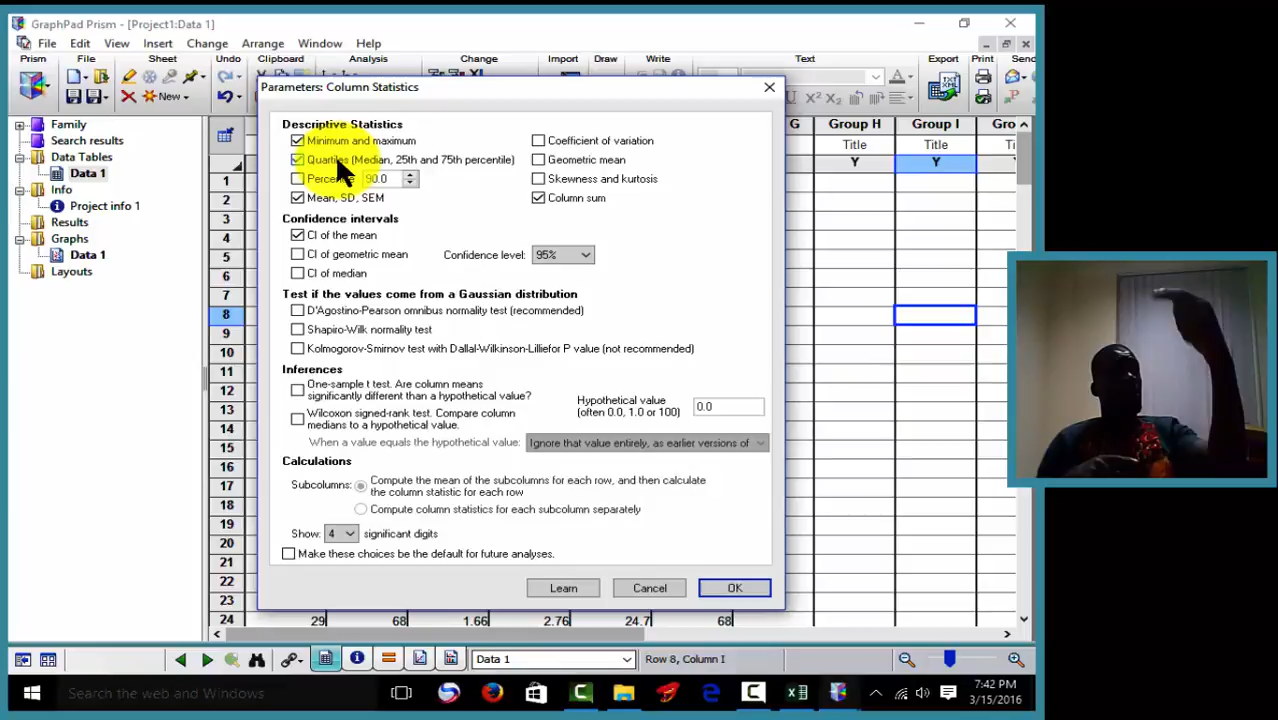 GraphPad Prism - [Project1:Data 1]
File Edit View Insert Change Arrange Window Help
Prism File Sheet Undo Clipboard Analysis Change Import Draw Write Text Export Print Send
New
Family
Search results
Data Tables
Data 1
Info
Project info 1
Results
Graphs
Data 1
Layouts
Parameters: Column Statistics
Descriptive Statistics
Minimum and maximum
Quartiles (Median, 25th and 75th percentile)
90.0
Mean, SD, SEM
Coefficient of variation
Geometric mean
Skewness and kurtosis
Column sum
Confidence intervals
CI of the mean
CI of geometric mean
CI of median
Confidence level: 95%
Test if the values come from a Gaussian distribution
D'Agostino-Pearson omnibus normality test (recommended)
Shapiro-Wilk normality test
Kolmogorov-Smirnov test with Dallal-Wilkinson-Lilliefor P value (not recommended)
Inferences
One-sample t test. Are column means
significantly different than a hypothetical value?
Wilcoxon signed-rank test. Compare column
medians to a hypothetical value.
Hypothetical value
(often 0.0, 1.0 or 100)
0.0
When a value equals the hypothetical value: Ignore that value entirely, as earlier versions of
Calculations
Subcolumns:
Compute the mean of the subcolumns for each row, and then calculate
the column statistic for each row
Compute column statistics for each subcolumn separately
Show: 4 significant digits
Make these choices be the default for future analyses.
Learn Cancel OK
G Group H Group I Gro
Title Title
Y Y
1
2
3
4
5
6
7
8
9
10
11
12
13
14
15
16
17
18
19
20
21
22
23
24 29 68 1.66 2.76 24.7 68
Data 1
Row 8, Column I
Search the web and Windows
7:42 PM
3/15/2016